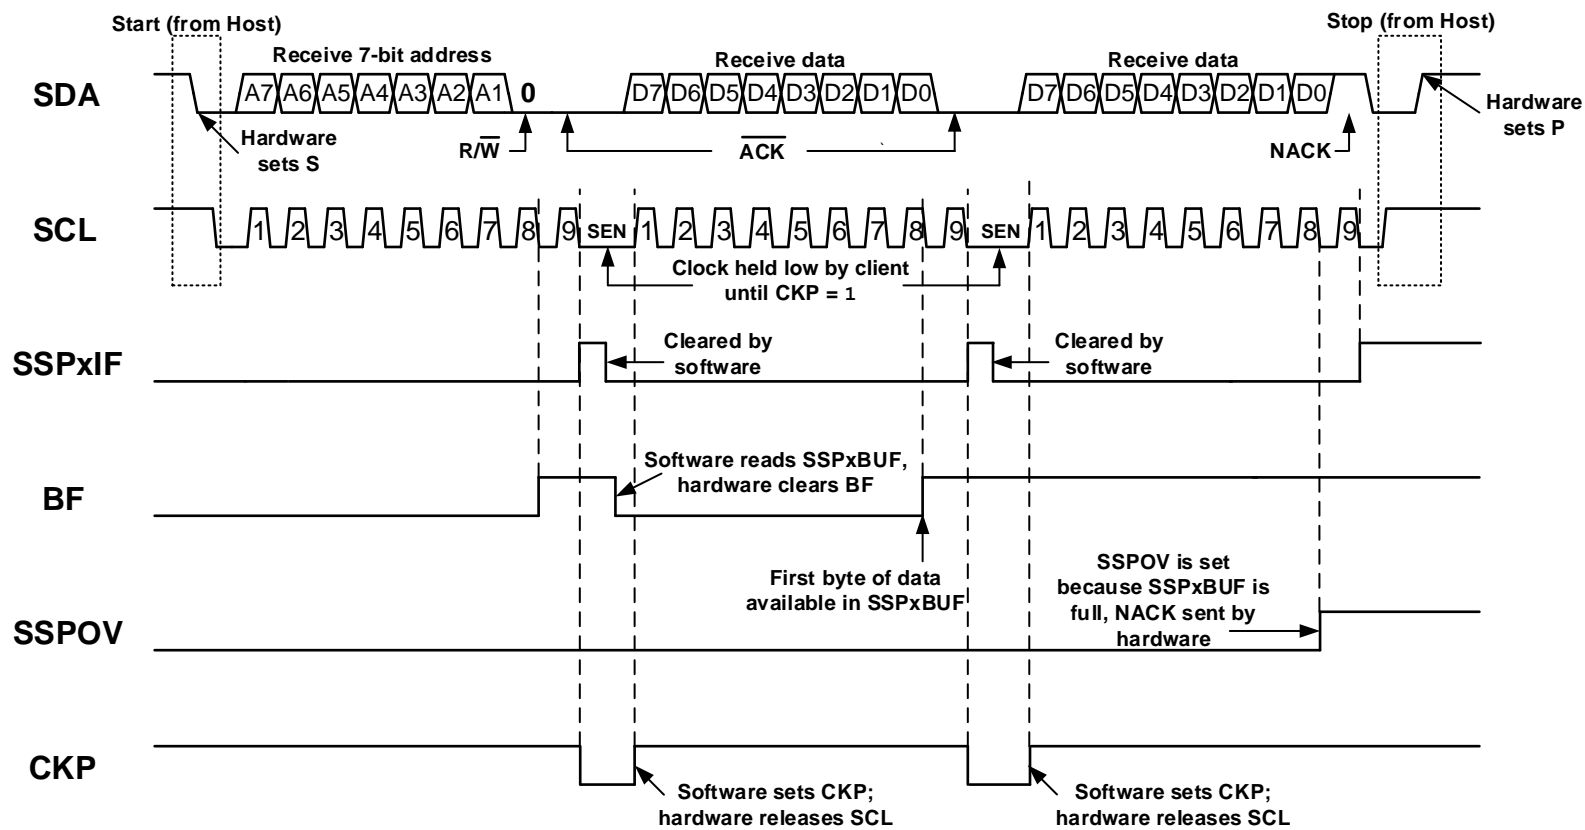 Start (from Host)
Stop (from Host)
Receive 7-bit address
Receive data
Receive data
SDA
A7 A6 A5 A4 A3 A2 A1 0
D7 D6 D5 D4 D3 D2 D1 D0
D7 D6 D5 D4 D3 D2 D1 D0
Hardware
sets S
R/W
ACK
NACK
Hardware
sets P
SCL
1 2 3 4 5 6 7 8 9 SEN 1 2 3 4 5 6 7 8 9 SEN 1 2 3 4 5 6 7 8 9
Clock held low by client
until CKP = 1
SSPxIF
Cleared by
software
Cleared by
software
BF
Software reads SSPxBUF,
hardware clears BF
First byte of data
available in SSPxBUF
SSPOV is set
because SSPxBUF is
full, NACK sent by
hardware
SSPOV
CKP
Software sets CKP;
hardware releases SCL
Software sets CKP;
hardware releases SCL